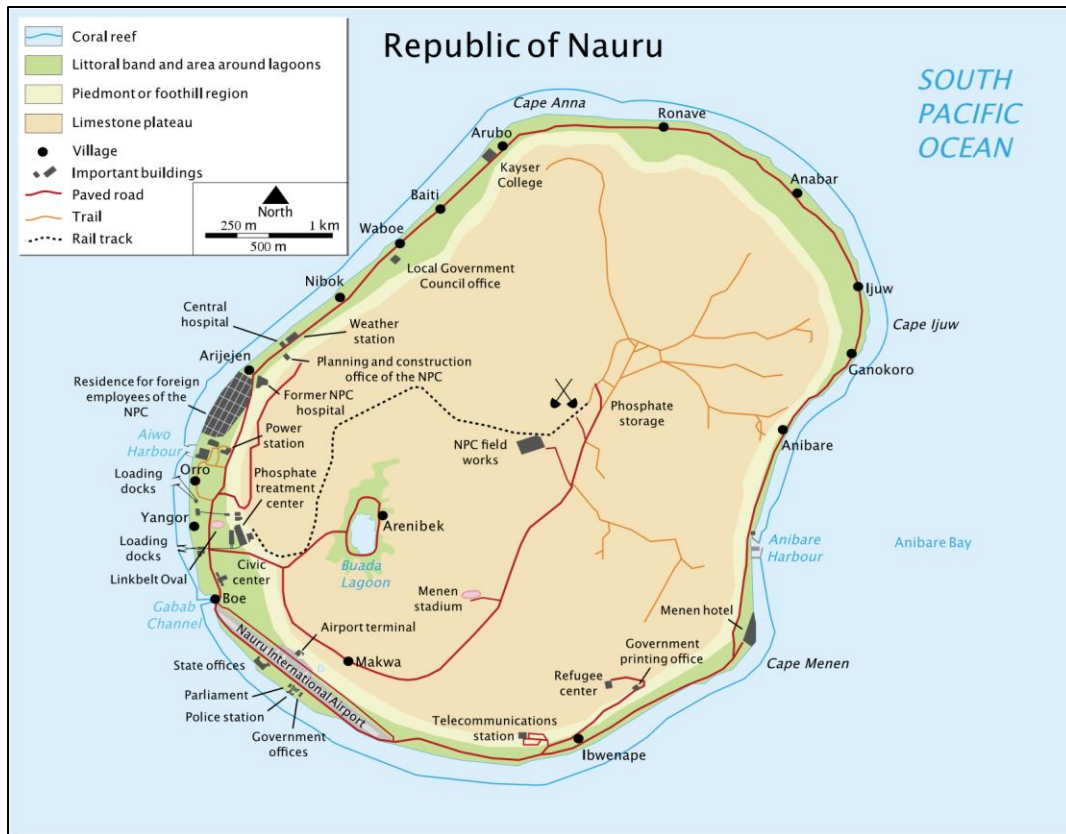 Republic of Nauru
Coral reef
Littoral band and area around lagoons
Piedmont or foothill region
Limestone plateau
Village
Important buildings
Paved road
Trail
Rail track
North
250 m
1 km
500 m
SOUTH
PACIFIC
OCEAN
Cape Anna
Ronave
Arubo
Kayser
College
Anabar
Baiti
Waboe
Local Government
Council office
Nibok
Ijuw
Cape Ijuw
Central
hospital
Weather
station
Ganokoro
Arijejen
Planning and construction
office of the NPC
Residence for foreign
employees of the
NPC
Former NPC
hospital
Phosphate
storage
Anibare
Aiwo
Harbour
Power
station
NPC field
works
Orro
Loading
docks
Phosphate
treatment
center
Yangor
Arenibek
Loading
docks
Anibare
Harbour
Anibare Bay
Linkbelt Oval
Civic
center
Buada
Lagoon
Boe
Gabab
Channel
Menen
stadium
Menen hotel
Airport terminal
Nauru International Airport
Makwa
Government
printing office
Cape Menen
State offices
Refugee
center
Parliament
Police station
Government
offices
Telecommunications
station
Ibwenape